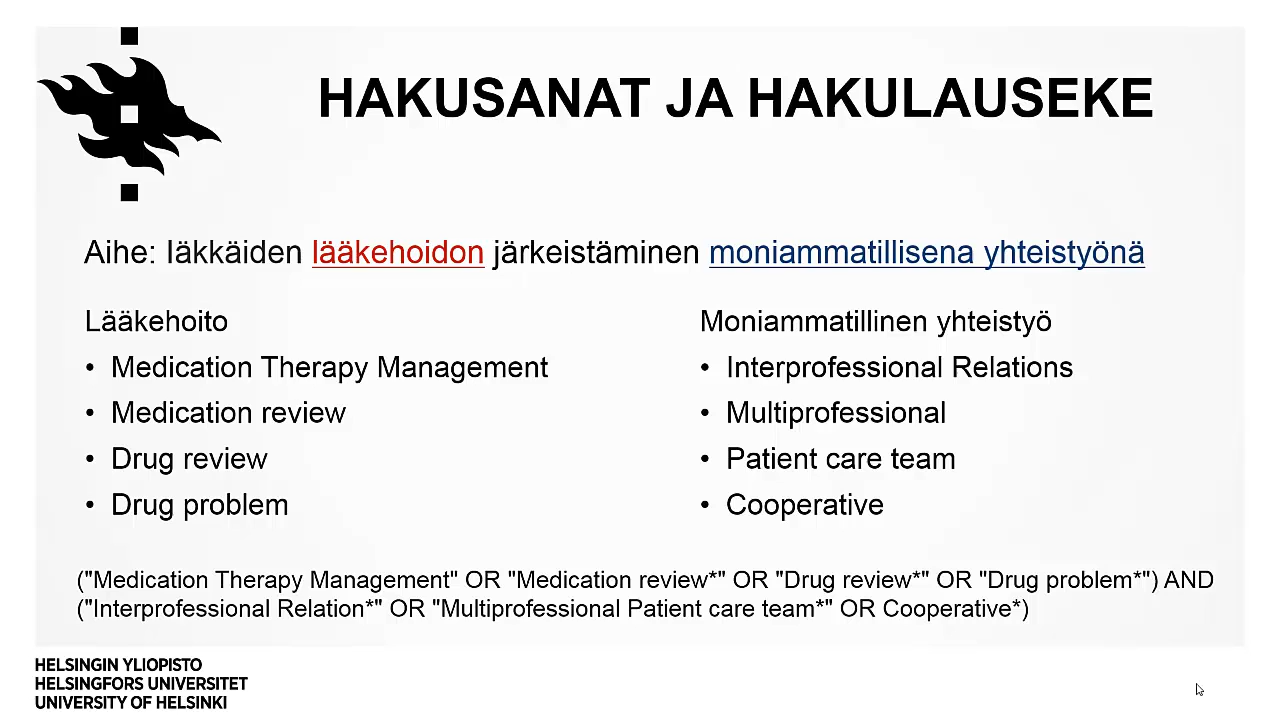 HAKUSANAT JA HAKULAUSEKE
Aihe: Iäkkäiden lääkehoidon järkeistäminen moniammatillisena yhteistyönä
Lääkehoito
• Medication Therapy Management
• Medication review
• Drug review
• Drug problem
Moniammatillinen yhteistyö
• Interprofessional Relations
• Multiprofessional
• Patient care team
• Cooperative
("Medication Therapy Management" OR "Medication review*" OR "Drug review*" OR "Drug problem*") AND
("Interprofessional Relation*" OR "Multiprofessional Patient care team*" OR Cooperative*)
HELSINGIN YLIOPISTO
HELSINGFORS UNIVERSITET
UNIVERSITY OF HELSINKI